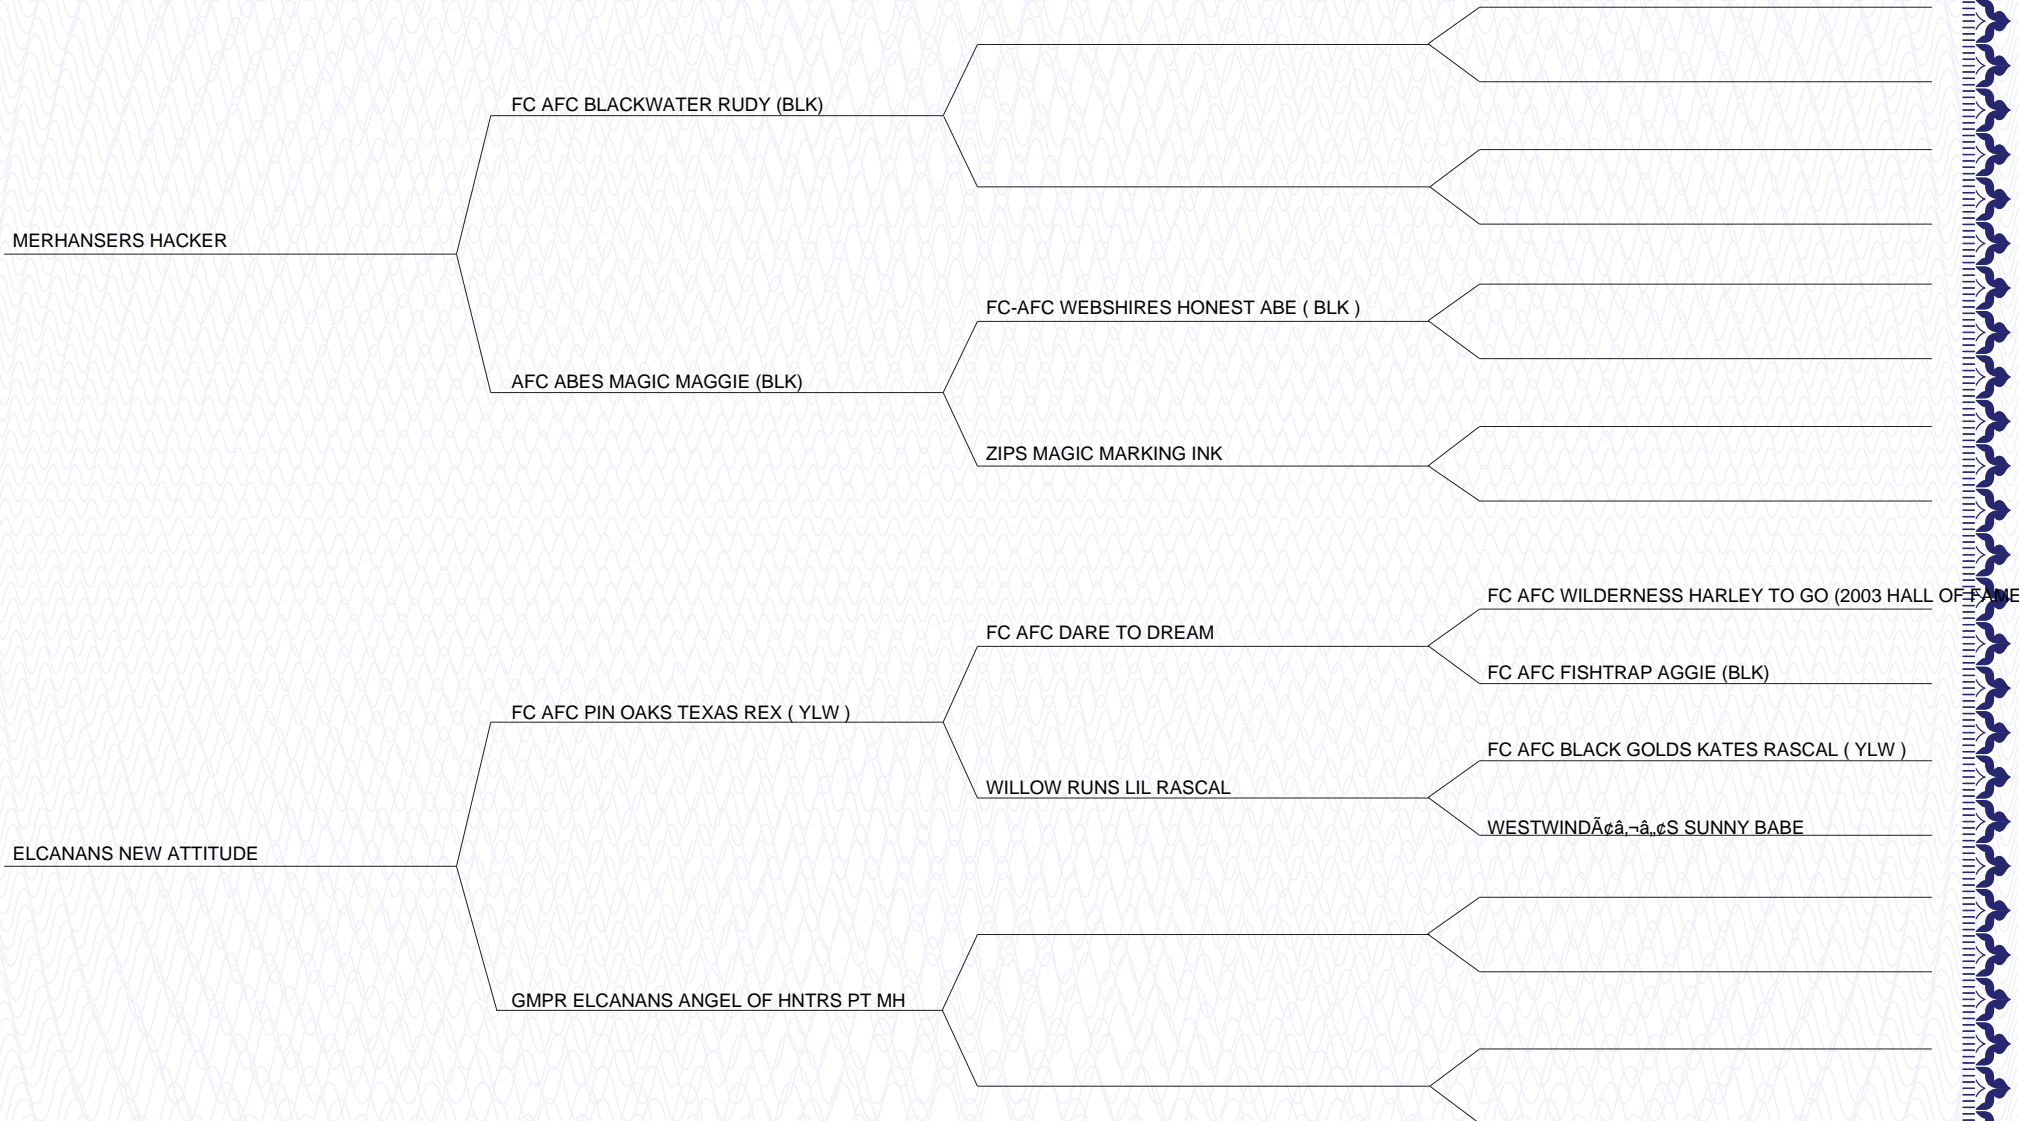 FC AFC BLACKWATER RUDY (BLK)
MERHANSERS HACKER
FC-AFC WEBSHIRES HONEST ABE ( BLK )
AFC ABES MAGIC MAGGIE (BLK)
ZIPS MAGIC MARKING INK
FC AFC WILDERNESS HARLEY TO GO (2003 HALL OF FAME
FC AFC DARE TO DREAM
FC AFC FISHTRAP AGGIE (BLK)
FC AFC PIN OAKS TEXAS REX ( YLW )
FC AFC BLACK GOLDS KATES RASCAL ( YLW )
WILLOW RUNS LIL RASCAL
WESTWINDÃ¢â‚¬â„¢S SUNNY BABE
ELCANANS NEW ATTITUDE
GMPR ELCANANS ANGEL OF HNTRS PT MH